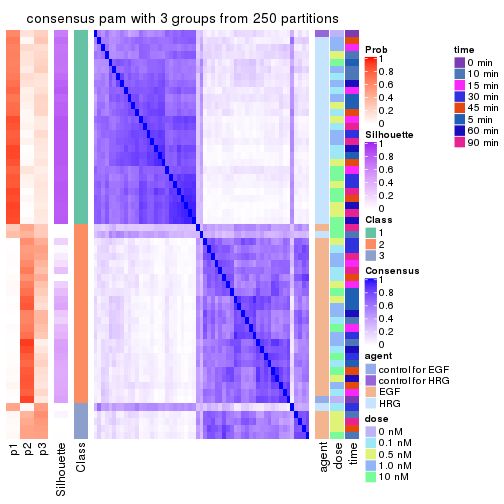 consensus pam with 3 groups from 250 partitions
Prob
1
0.8
0.6
0.4
0.2
0
Silhouette
1
0.8
0.6
0.4
0.2
0
Class
1
2
3
Consensus
1
0.8
0.6
0.4
0.2
0
agent
control for EGF
control for HRG
EGF
HRG
dose
0 nM
0.1 nM
0.5 nM
1.0 nM
10 nM
time
0 min
10 min
15 min
30 min
45 min
5 min
60 min
90 min
p1
p2
p3
Silhouette
Class
agent
dose
time